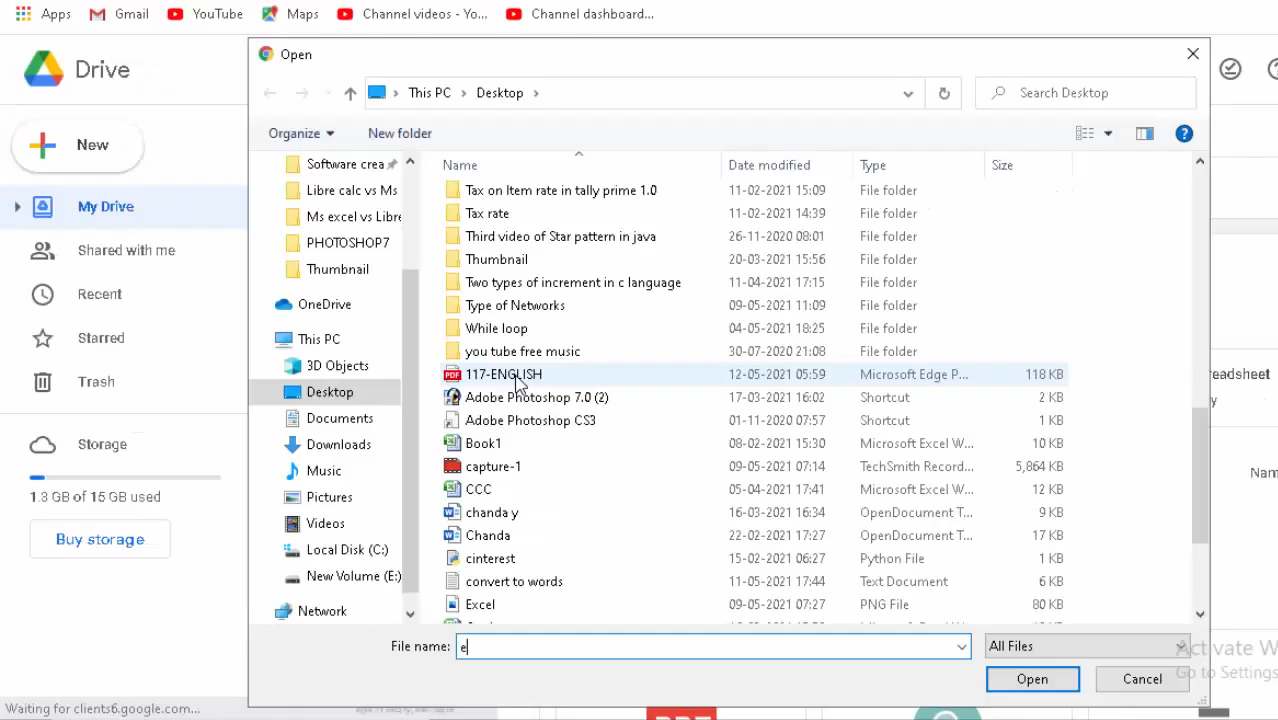 Apps Gmail YouTube Maps Channel videos - Yo... Channel dashboard...
Drive
New
My Drive
Shared with me
Recent
Starred
Trash
Storage
1.3 GB of 15 GB used
Buy storage
Waiting for clients6.google.com...
Open
This PC > Desktop >
Search Desktop
Organize New folder
Software crea
Libre calc vs Ms
Ms excel vs Libre
PHOTOSHOP7
Thumbnail
OneDrive
This PC
3D Objects
Desktop
Documents
Downloads
Music
Pictures
Videos
Local Disk (C:)
New Volume (E:)
Network
Name Date modified Type Size
Tax on Item rate in tally prime 1.0 11-02-2021 15:09 File folder
Tax rate 11-02-2021 14:39 File folder
Third video of Star pattern in java 26-11-2020 08:01 File folder
Thumbnail 20-03-2021 15:56 File folder
Two types of increment in c language 11-04-2021 17:15 File folder
Type of Networks 09-05-2021 11:09 File folder
While loop 04-05-2021 18:25 File folder
you tube free music 30-07-2020 21:08 File folder
PDF 117-ENGLISH 12-05-2021 05:59 Microsoft Edge P... 118 KB
Adobe Photoshop 7.0 (2) 17-03-2021 16:02 Shortcut 2 KB
Adobe Photoshop CS3 01-11-2020 07:57 Shortcut 1 KB
Book1 08-02-2021 15:30 Microsoft Excel W... 10 KB
capture-1 09-05-2021 07:14 TechSmith Record... 5,864 KB
CCC 05-04-2021 17:41 Microsoft Excel W... 12 KB
chanda y 16-03-2021 16:34 OpenDocument T... 9 KB
Chanda 22-02-2021 17:27 OpenDocument T... 17 KB
cinterest 15-02-2021 06:27 Python File 1 KB
convert to words 11-05-2021 17:44 Text Document 6 KB
Excel 09-05-2021 07:27 PNG File 80 KB
File name: e All Files
Open Cancel
Activate W
Go to Settings
PDF